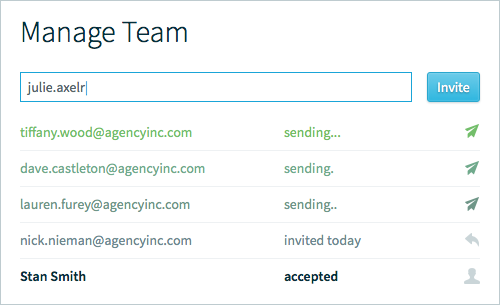 Manage Team
julie.axelr
Invite
tiffany.wood@agencyinc.com sending...
dave.castleton@agencyinc.com sending.
lauren.furey@agencyinc.com sending..
nick.nieman@agencyinc.com invited today
Stan Smith accepted